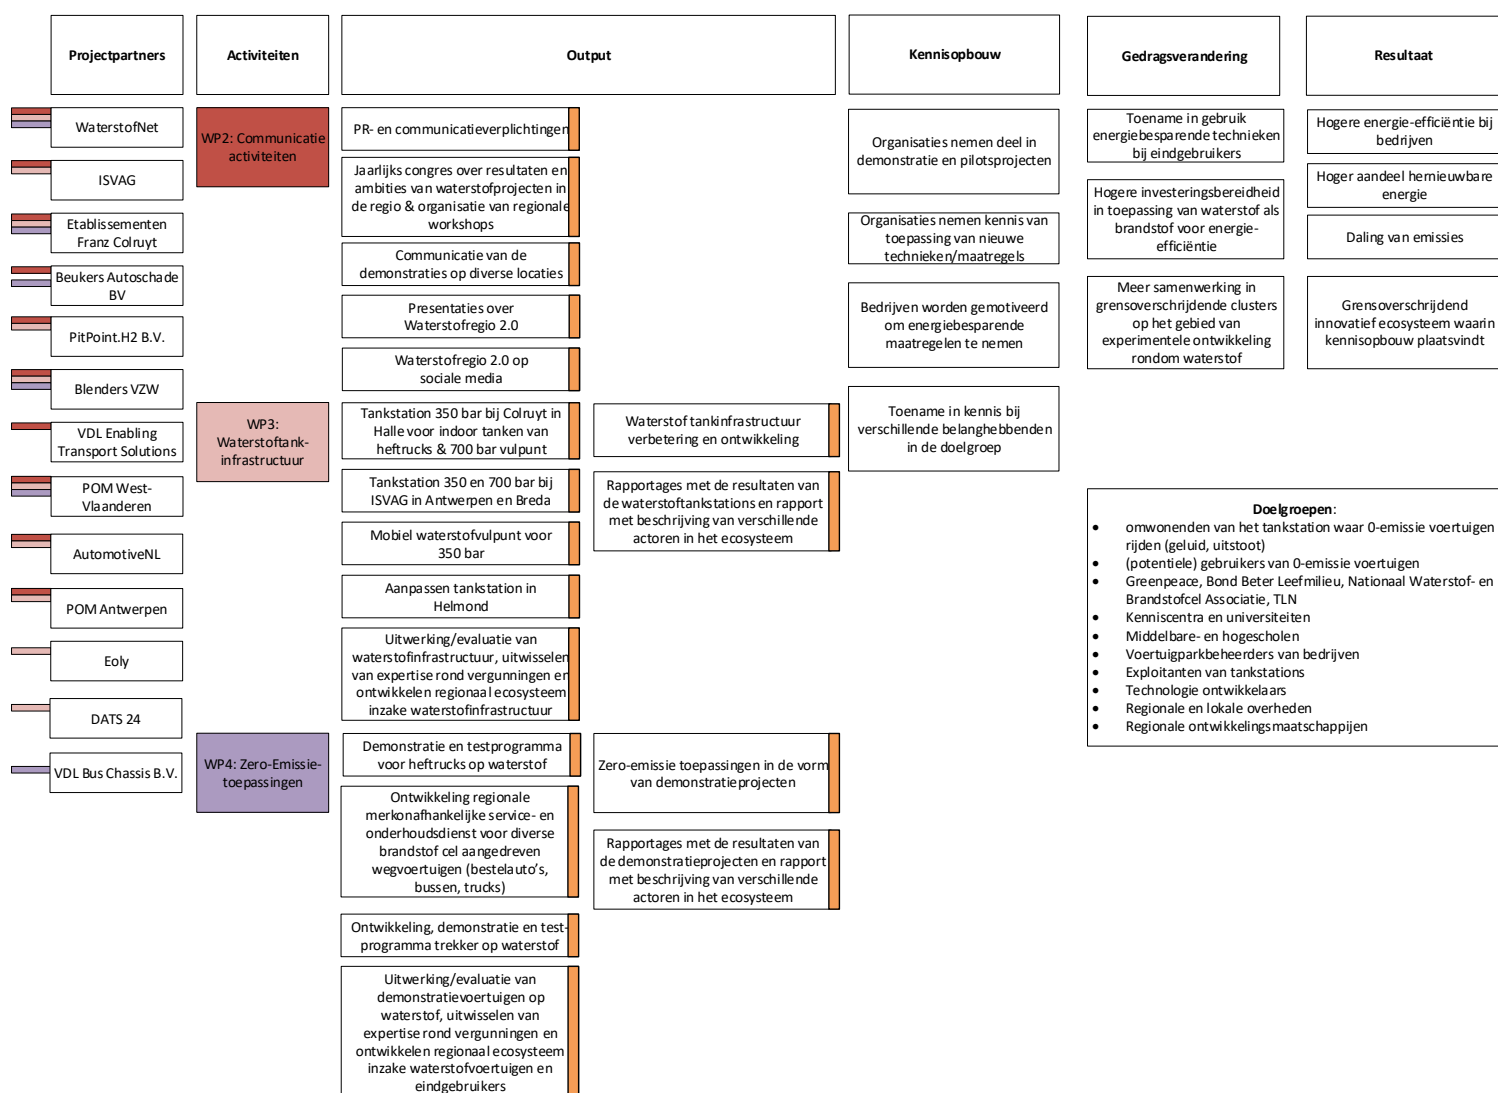 Projectpartners
Activiteiten
Output
Kennisopbouw
Gedragsverandering
Resultaat
WaterstofNet
ISVAG
Etablissementen
Franz Colruyt
Beukers Autoschade
BV
PitPoint.H2 B.V.
Blenders VZW
VDL Enabling
Transport Solutions
POM West-
Vlaanderen
AutomotiveNL
POM Antwerpen
Eoly
DATS 24
VDL Bus Chassis B.V.
WP2: Communicatie
activiteiten
WP3:
Waterstoftank-
infrastructuur
WP4: Zero-Emissie-
toepassingen
PR- en communicatieverplichtingen
Jaarlijks congres over resultaten en
ambities van waterstofprojecten in
de regio & organisatie van regionale
workshops
Communicatie van de
demonstraties op diverse locaties
Presentaties over
Waterstofregio 2.0
Waterstofregio 2.0 op
sociale media
Tankstation 350 bar bij Colruyt in
Halle voor indoor tanken van
heftrucks & 700 bar vulpunt
Tankstation 350 en 700 bar bij
ISVAG in Antwerpen en Breda
Mobiel waterstofvulpunt voor
350 bar
Aanpassen tankstation in
Helmond
Uitwerking/evaluatie van
waterstofinfrastructuur, uitwisselen
van expertise rond vergunningen en
ontwikkelen regionaal ecosysteem
inzake waterstofinfrastructuur
Demonstratie en testprogramma
voor heftrucks op waterstof
Ontwikkeling regionale
merkonafhankelijke service- en
onderhoudsdienst voor diverse
brandstof cel aangedreven
wegvoertuigen (bestelauto's,
bussen, trucks)
Ontwikkeling, demonstratie en test-
programma trekker op waterstof
Uitwerking/evaluatie van
demonstratievoertuigen op
waterstof, uitwisselen van
expertise rond vergunningen en
ontwikkelen regionaal ecosysteem
inzake waterstofvoertuigen en
eindgebruikers
Waterstof tankinfrastructuur
verbetering en ontwikkeling
Rapportages met de resultaten van
de waterstoftankstations en rapport
met beschrijving van verschillende
actoren in het ecosysteem
Zero-emissie toepassingen in de vorm
van demonstratieprojecten
Rapportages met de resultaten van
de demonstratieprojecten en rapport
met beschrijving van verschillende
actoren in het ecosysteem
Organisaties nemen deel in
demonstratie en pilotsprojecten
Organisaties nemen kennis van
toepassing van nieuwe
technieken/maatregels
Bedrijven worden gemotiveerd
om energiebesparende
maatregelen te nemen
Toename in kennis bij
verschillende belanghebbenden
in de doelgroep
Toename in gebruik
energiebesparende technieken
bij eindgebruikers
Hogere investeringsbereidheid
in toepassing van waterstof als
brandstof voor energie-
efficiëntie
Meer samenwerking in
grensoverschrijdende clusters
op het gebied van
experimentele ontwikkeling
rondom waterstof
Hogere energie-efficiëntie bij
bedrijven
Hoger aandeel hernieuwbare
energie
Daling van emissies
Grensoverschrijdend
innovatief ecosysteem waarin
kennisopbouw plaatsvindt
Doelgroepen:
• omwonenden van het tankstation waar 0-emissie voertuigen
rijden (geluid, uitstoot)
• (potentiele) gebruikers van 0-emissie voertuigen
• Greenpeace, Bond Beter Leefmilieu, Nationaal Waterstof- en
Brandstofcel Associatie, TLN
• Kenniscentra en universiteiten
• Middelbare- en hogescholen
• Voertuigparkbeheerders van bedrijven
• Exploitanten van tankstations
• Technologie ontwikkelaars
• Regionale en lokale overheden
• Regionale ontwikkelingsmaatschappijen